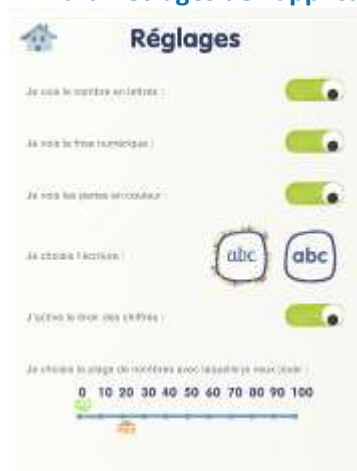 Réglages
Je vois le nombre en lettres :
Je vois la frise numérique :
Je vois les perles en couleur :
Je choisis l'écriture :
abc
abc
J'active le tiroir des chiffres :
Je choisis la plage de nombres avec laquelle je veux jouer :
0 10 20 30 40 50 60 70 80 90 100